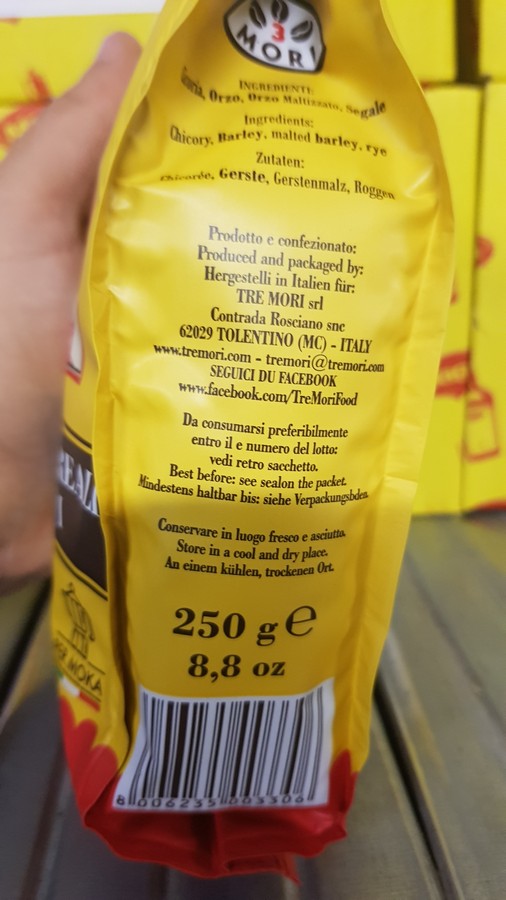 3
MORI
INGREDIENTI:
Orzo, Orzo Maltizzato, Segale
Ingredients:
Chicory, Barley, malted barley, rye
Zutaten:
Chicorée, Gerste, Gerstenmalz, Roggen
Prodotto e confezionato:
Produced and packaged by:
Hergestelli in Italien für:
TRE MORI srl
Contrada Rosciano snc
62029 TOLENTINO (MC) - ITALY
www.tremori.com - tremori@tremori.com
SEGUICI DU FACEBOOK
www.facebook.com/TreMoriFood
Da consumarsi preferibilmente
entro il e numero del lotto:
vedi retro sacchetto.
Best before: see sealon the packet.
Mindestens haltbar bis: siehe Verpackungsbden.
Conservare in luogo fresco e asciutto.
Store in a cool and dry place.
An einem kühlen, trockenen Ort.
250 g e
8,8 oz
8 006235 003306
PER MOKA